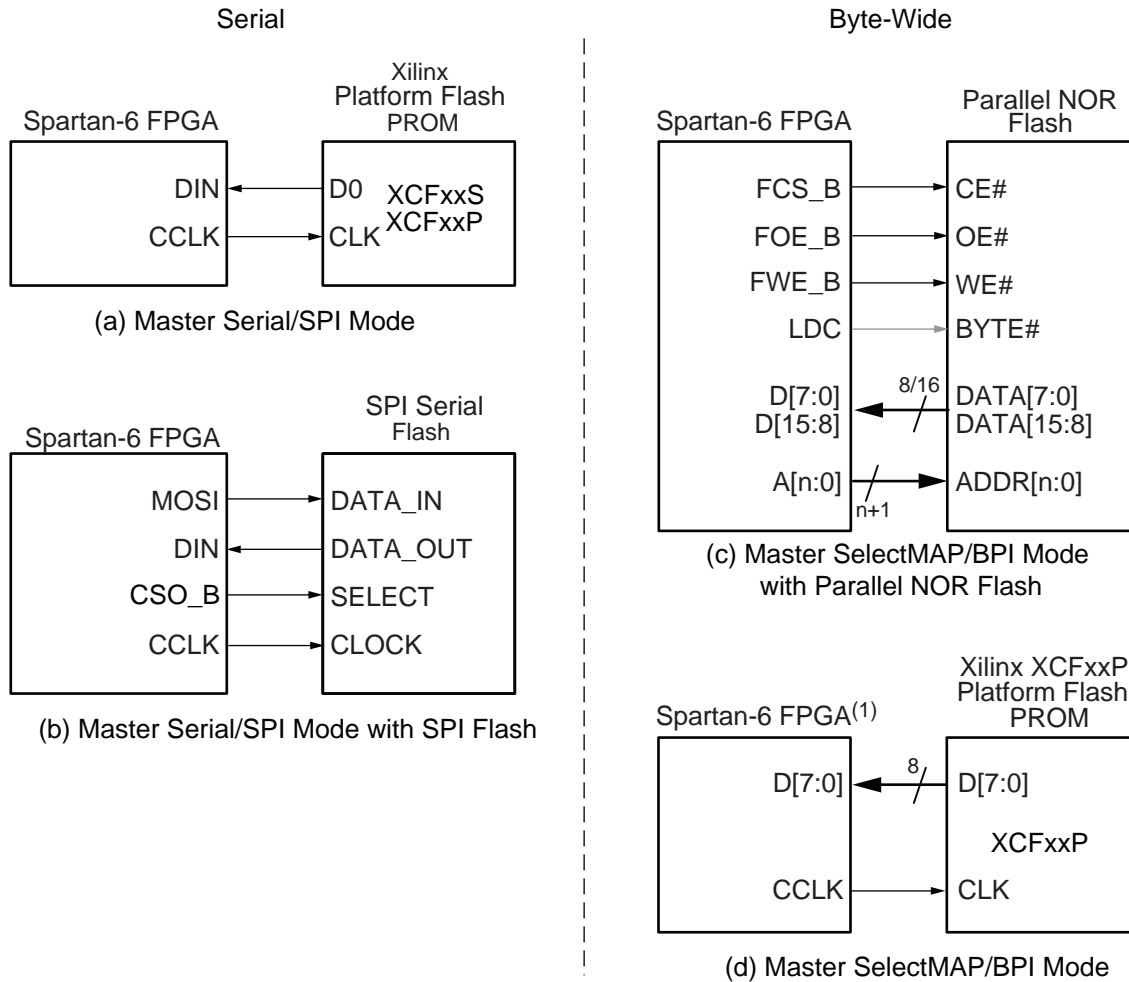 Serial
Byte-Wide
Xilinx
Platform Flash
PROM
Spartan-6 FPGA
DIN
D0
XCFxxS
XCFxxP
CCLK
CLK
(a) Master Serial/SPI Mode
SPI Serial
Flash
Spartan-6 FPGA
MOSI
DATA_IN
DIN
DATA_OUT
CSO_B
SELECT
CCLK
CLOCK
(b) Master Serial/SPI Mode with SPI Flash
Parallel NOR
Flash
Spartan-6 FPGA
FCS_B
CE#
FOE_B
OE#
FWE_B
WE#
LDC
BYTE#
8/16
D[7:0]
DATA[7:0]
D[15:8]
DATA[15:8]
A[n:0]
ADDR[n:0]
n+1
(c) Master SelectMAP/BPI Mode
with Parallel NOR Flash
Xilinx XCFxxP
Platform Flash
PROM
Spartan-6 FPGA(1)
8
D[7:0]
D[7:0]
XCFxxP
CCLK
CLK
(d) Master SelectMAP/BPI Mode